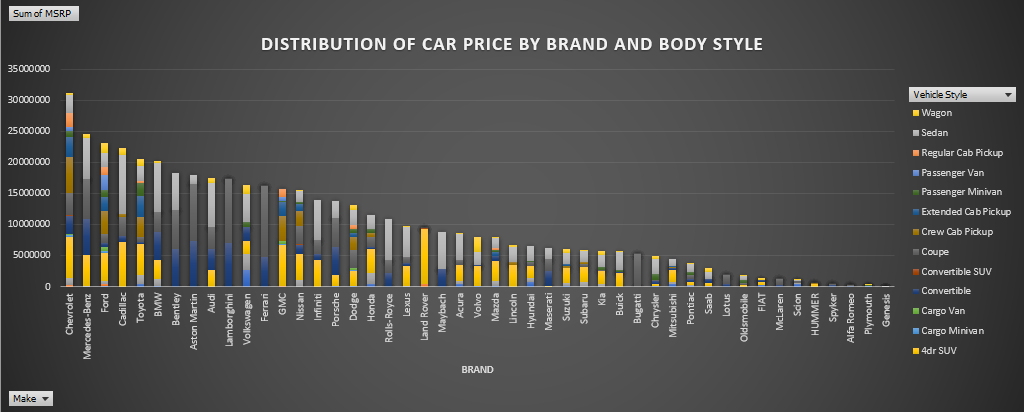 Sum of MSRP
DISTRIBUTION OF CAR PRICE BY BRAND AND BODY STYLE
35000000
30000000
25000000
20000000
15000000
10000000
5000000
0
Chevrolet
Mercedes-Benz
Ford
Cadillac
Toyota
BMW
Bentley
Aston Martin
Audi
Lamborghini
Volkswagen
Ferrari
GMC
Nissan
Infiniti
Porsche
Dodge
Honda
Rolls-Royce
Lexus
Land Rover
Maybach
Acura
Volvo
Mazda
Lincoln
Hyundai
Maserati
Suzuki
Subaru
Kia
Buick
Bugatti
Chrysler
Mitsubishi
Pontiac
Saab
Lotus
Oldsmobile
FIAT
McLaren
Scion
HUMMER
Spyker
Alfa Romeo
Plymouth
Genesis
BRAND
Vehicle Style
Wagon
Sedan
Regular Cab Pickup
Passenger Van
Passenger Minivan
Extended Cab Pickup
Crew Cab Pickup
Coupe
Convertible SUV
Convertible
Cargo Van
Cargo Minivan
4dr SUV
Make